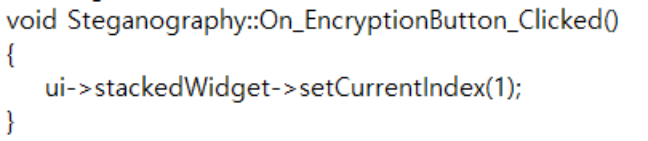 void Steganography::On_EncryptionButton_Clicked()
{
ui->stackedWidget->setCurrentIndex(1);
}